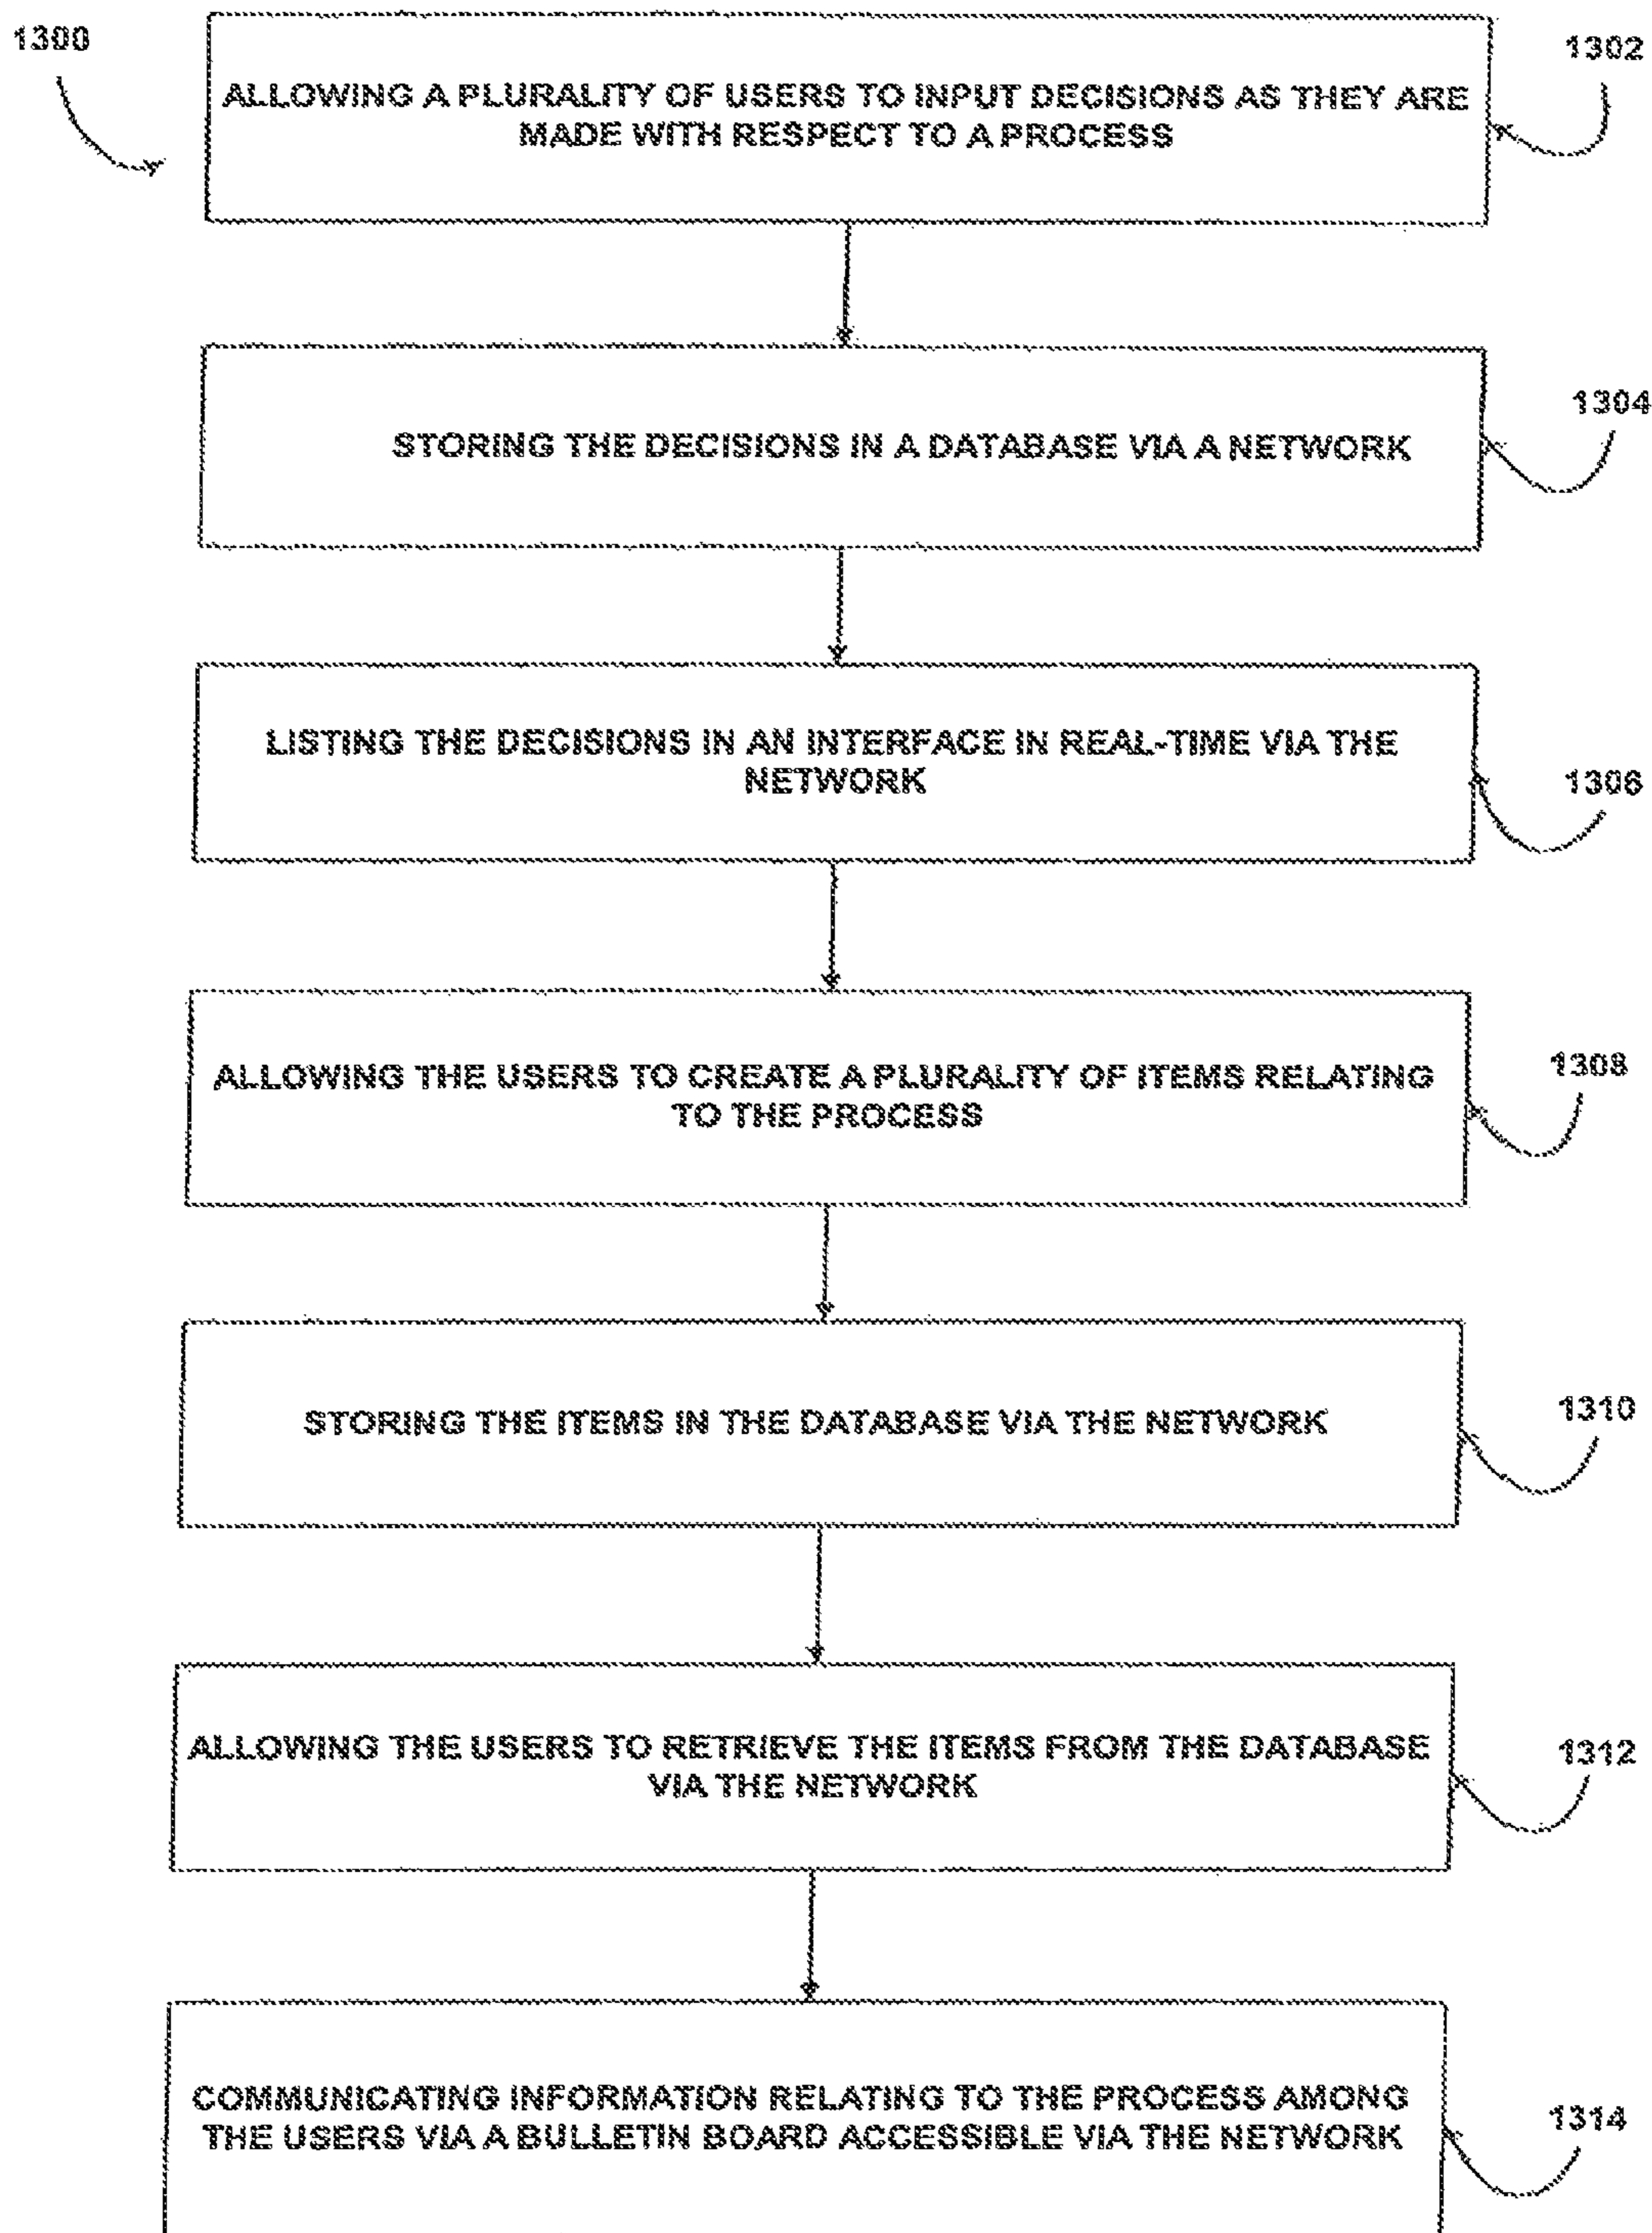 1300
1302
ALLOWING A PLURALITY OF USERS TO INPUT DECISIONS AS THEY ARE
MADE WITH RESPECT TO A PROCESS
1304
STORING THE DECISIONS IN A DATABASE VIA A NETWORK
LISTING THE DECISIONS IN AN INTERFACE IN REAL-TIME VIA THE
NETWORK
1306
ALLOWING THE USERS TO CREATE A PLURALITY OF ITEMS RELATING
TO THE PROCESS
1308
STORING THE ITEMS IN THE DATABASE VIA THE NETWORK
1310
ALLOWING THE USERS TO RETRIEVE THE ITEMS FROM THE DATABASE
VIA THE NETWORK
1312
COMMUNICATING INFORMATION RELATING TO THE PROCESS AMONG
THE USERS VIA A BULLETIN BOARD ACCESSIBLE VIA THE NETWORK
1314